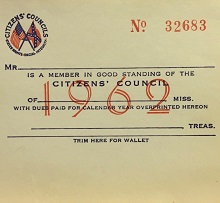 CITIZENS' COUNCILS
No 32683
Mr.
IS A MEMBER IN GOOD STANDING OF THE
CITIZENS' COUNCIL
OF MISS.
1962
WITH DUES PAID FOR CALENDER YEAR OVERPRINTED HEREON
TREAS.
TRIM HERE FOR WALLET